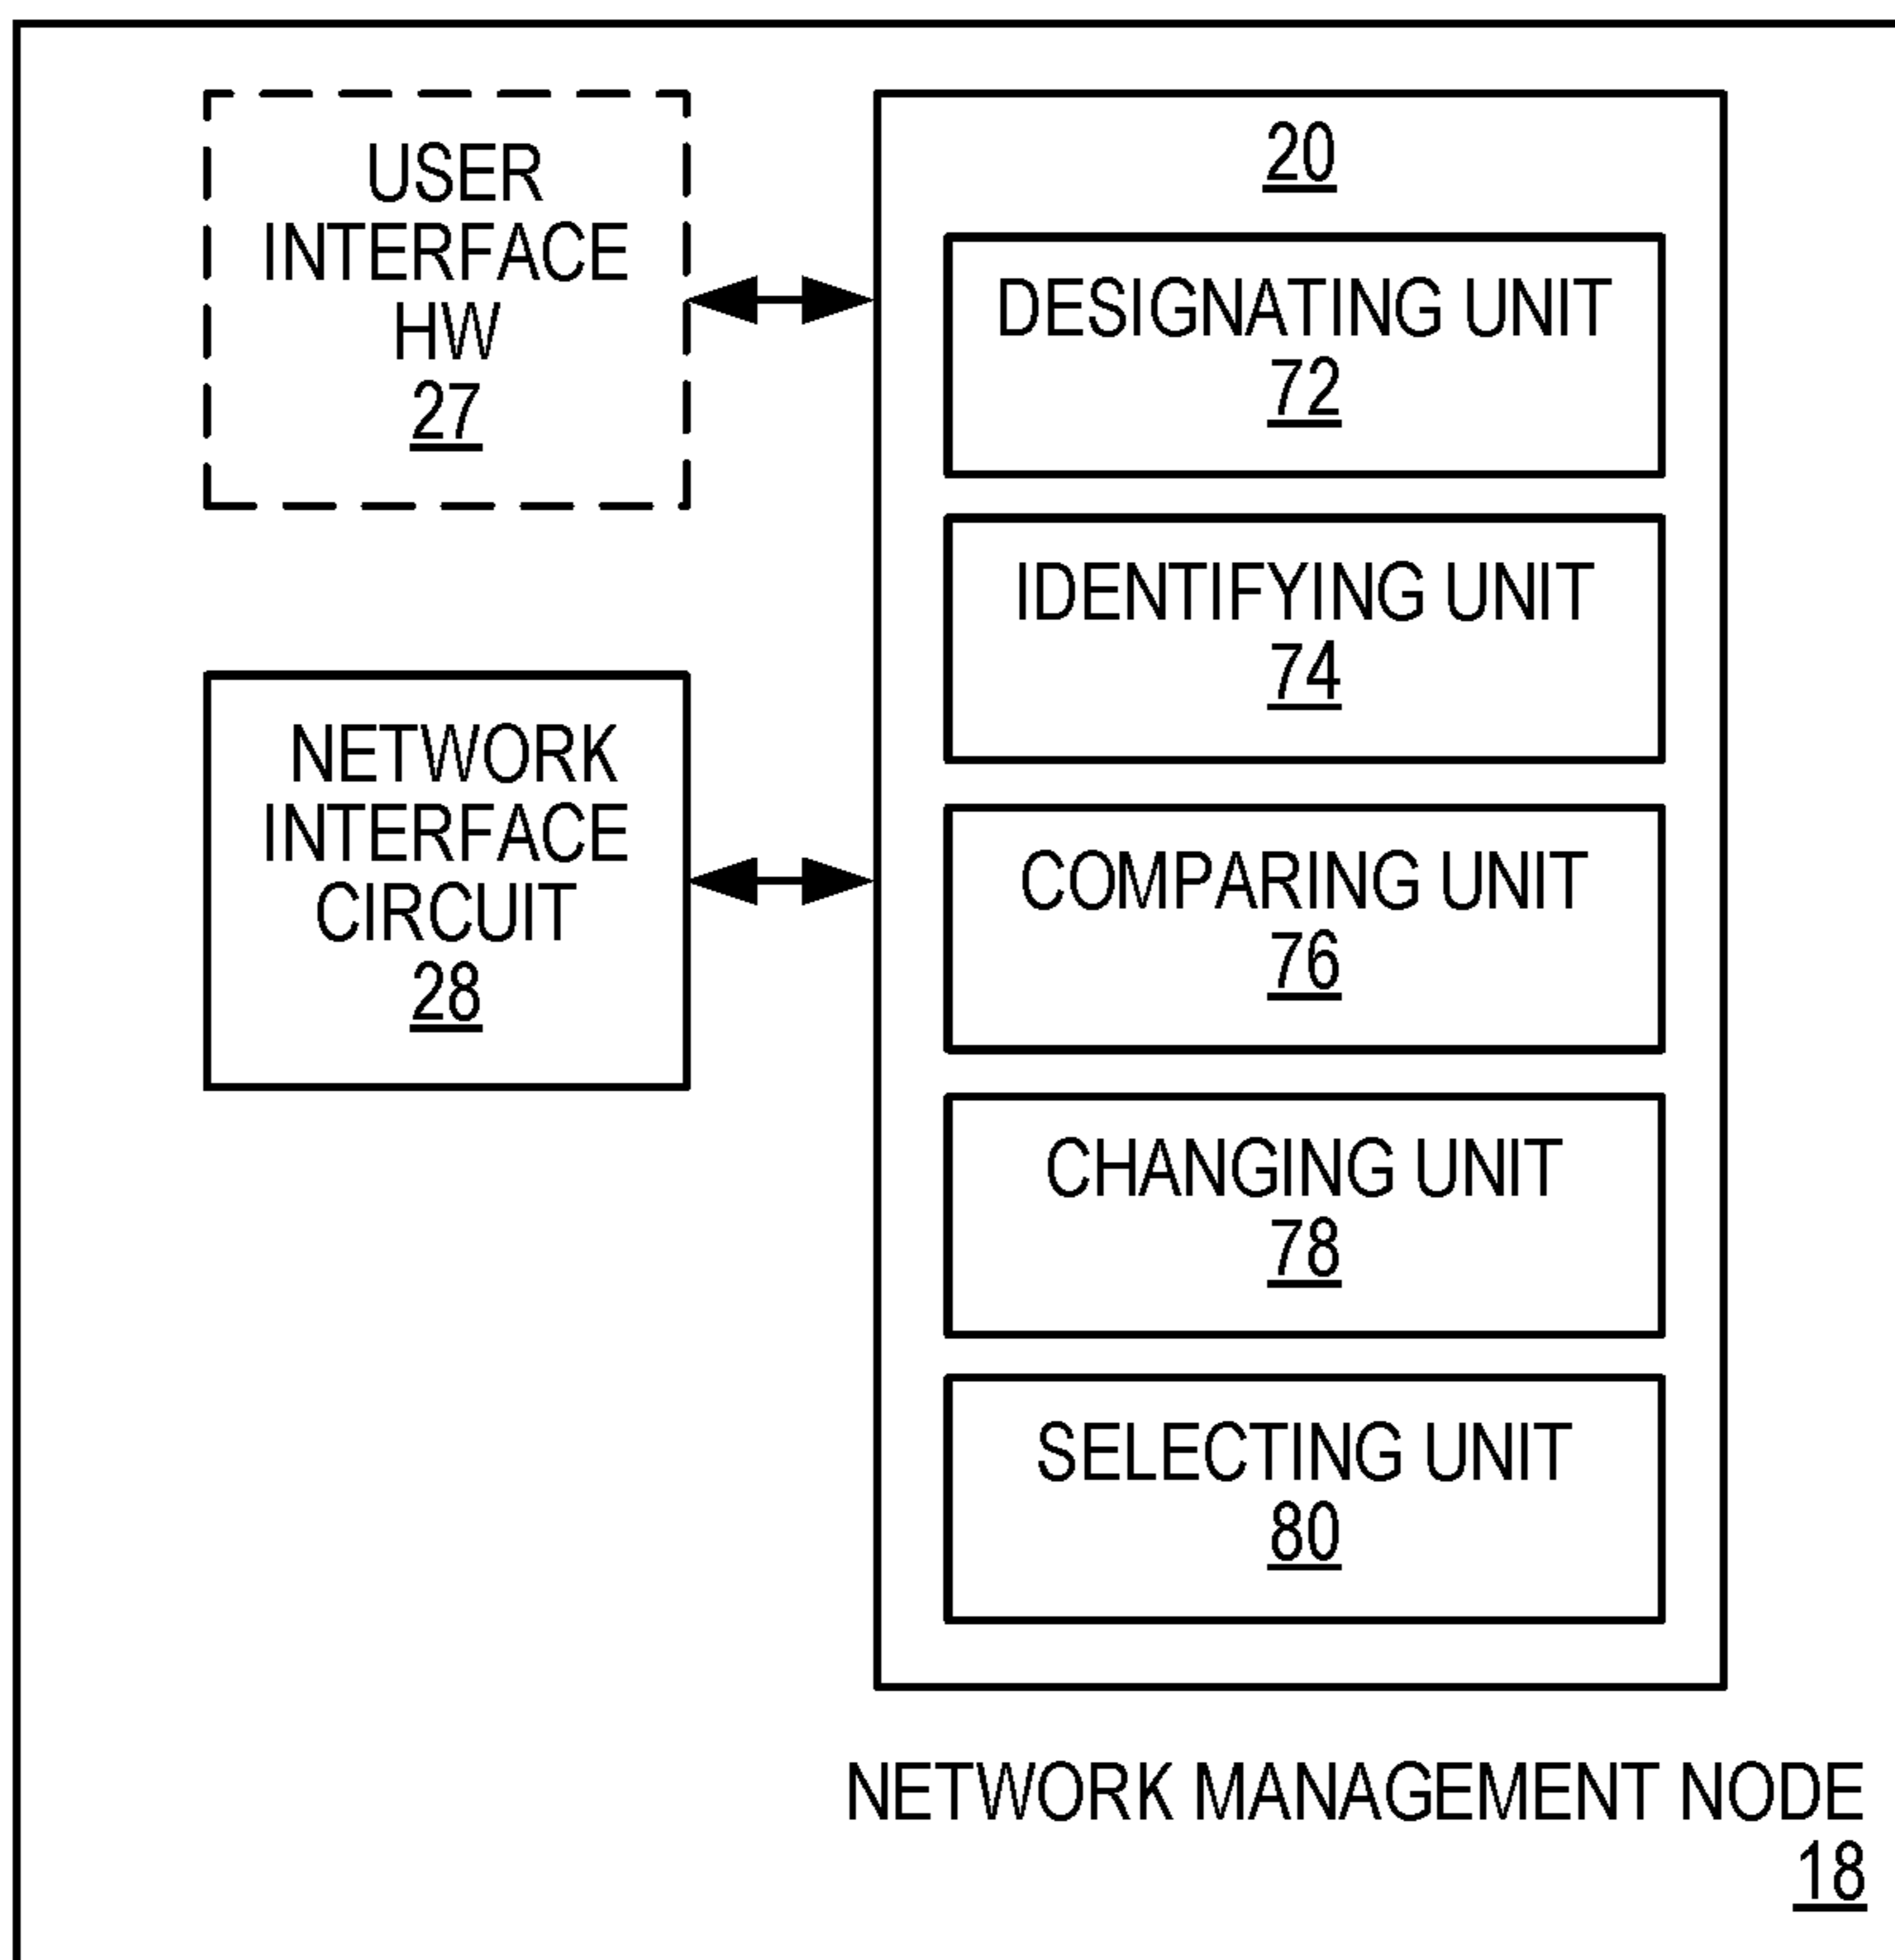 USER
INTERFACE
HW
27
NETWORK
INTERFACE
CIRCUIT
28
20
DESIGNATING UNIT
72
IDENTIFYING UNIT
74
COMPARING UNIT
76
CHANGING UNIT
78
SELECTING UNIT
80
NETWORK MANAGEMENT NODE
18